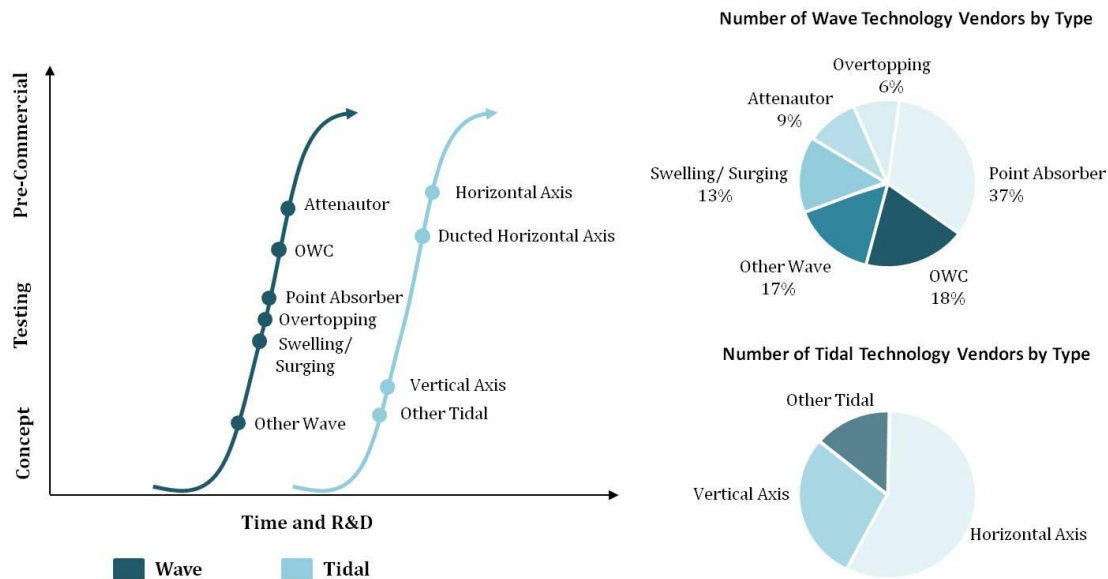 Number of Wave Technology Vendors by Type
Pre-Commercial
Testing
Concept
Attenautor
OWC
Point Absorber
Overtopping
Swelling/
Surging
Other Wave
Horizontal Axis
Ducted Horizontal Axis
Vertical Axis
Other Tidal
Time and R&D
Wave
Tidal
Overtopping
6%
Attenautor
9%
Swelling/ Surging
13%
Other Wave
17%
OWC
18%
Point Absorber
37%
Number of Tidal Technology Vendors by Type
Other Tidal
Vertical Axis
Horizontal Axis